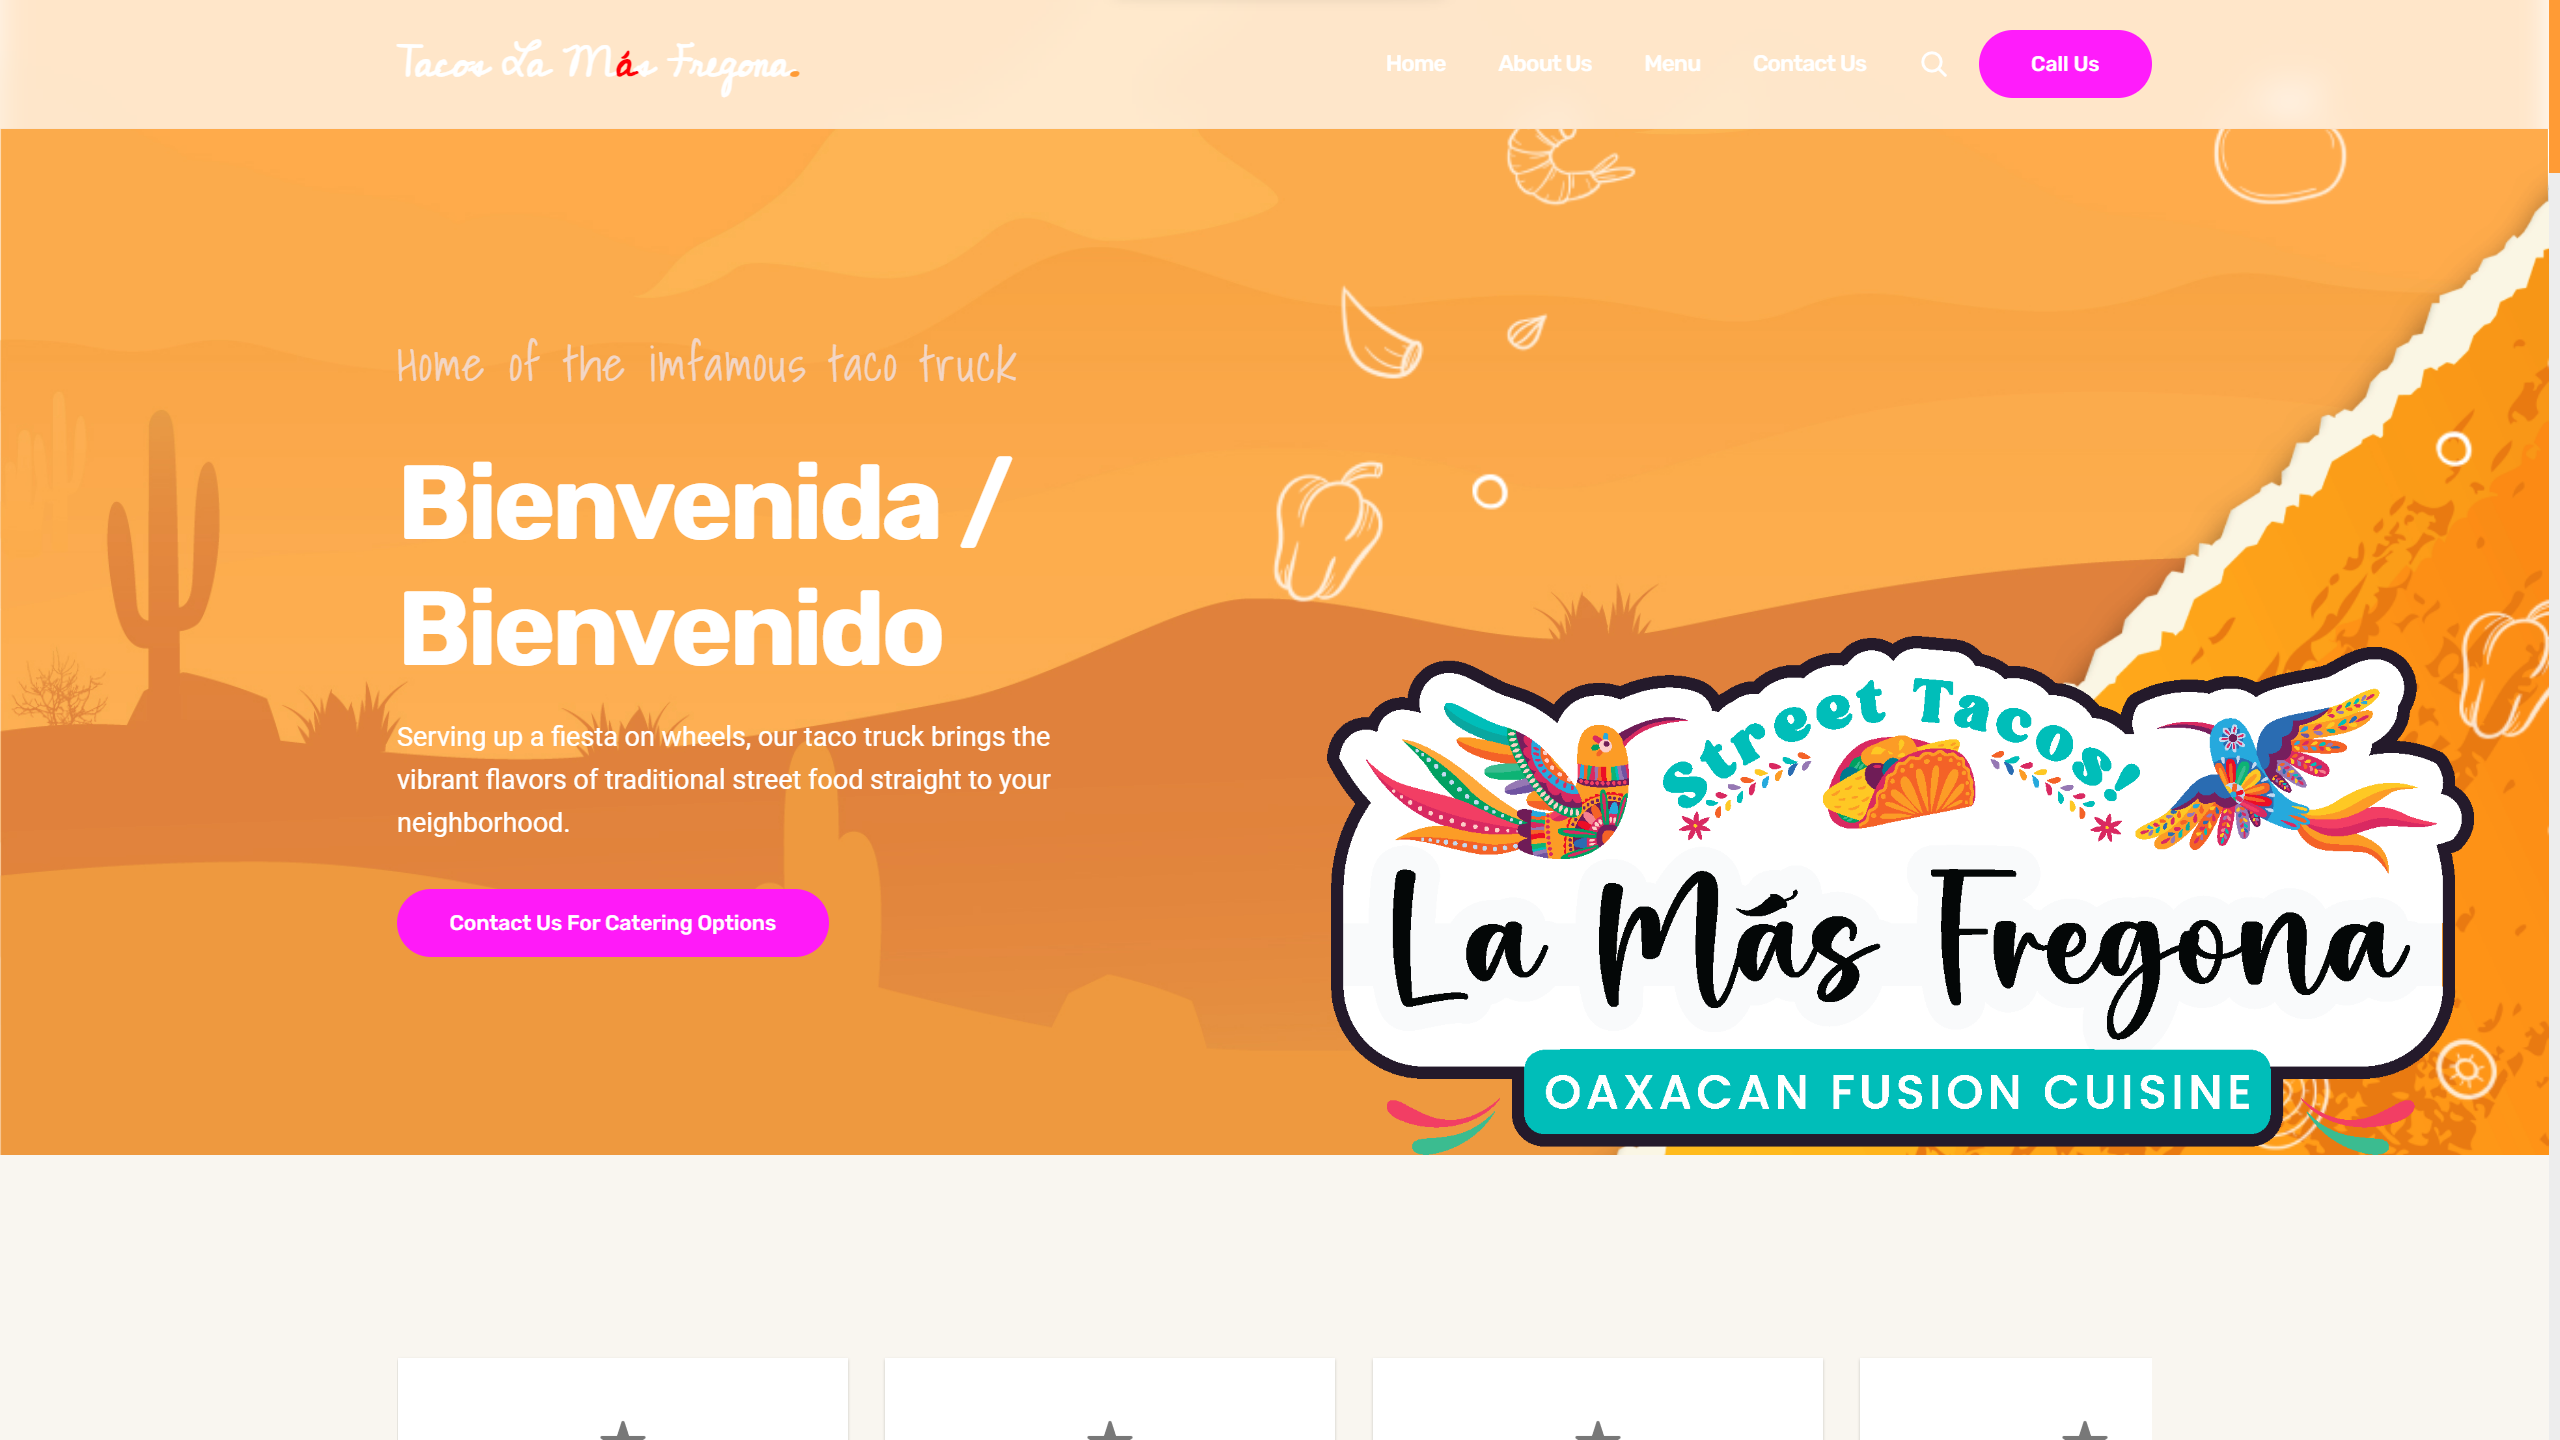 Tacos La Más Fregona.
Home About Us Menu Contact Us Call Us
Home of the imfamous taco truck
Bienvenida /
Bienvenido
Serving up a fiesta on wheels, our taco truck brings the
vibrant flavors of traditional street food straight to your
neighborhood.
Contact Us For Catering Options
Street Tacos!
La Más Fregona
OAXACAN FUSION CUISINE